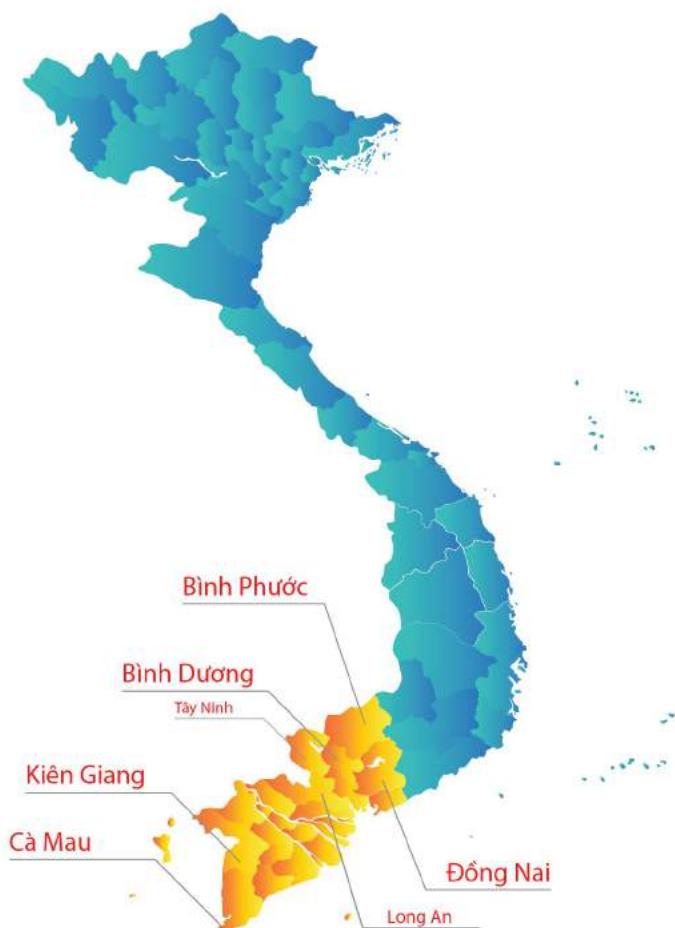 Bình Phước
Bình Dương
Tây Ninh
Kiên Giang
Cà Mau
Đồng Nai
Long An